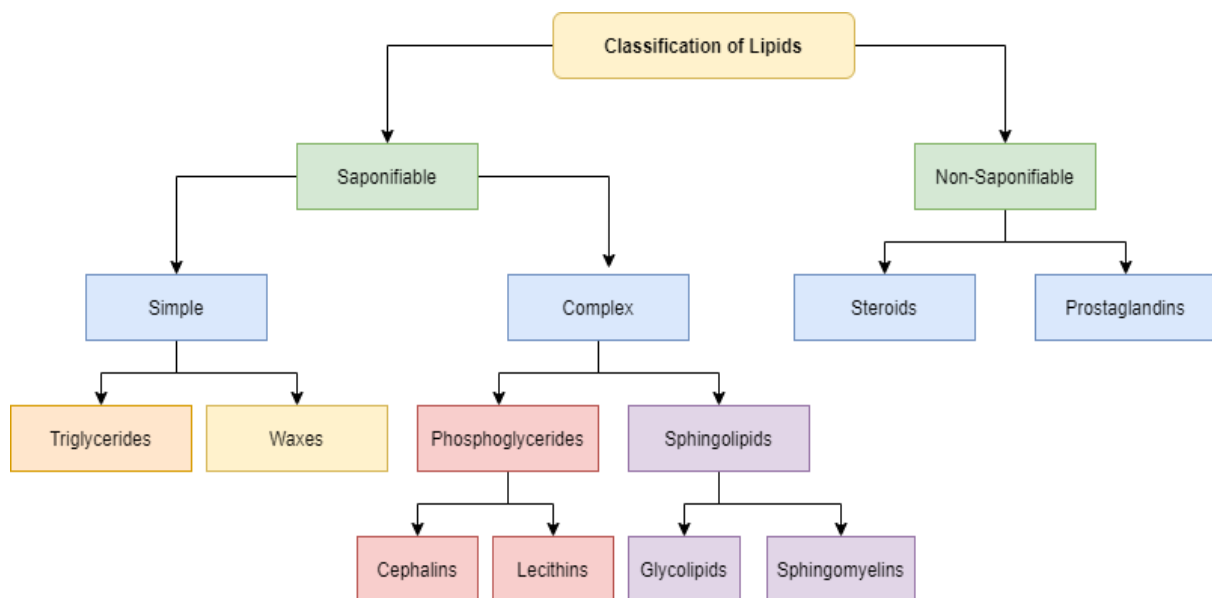 Classification of Lipids
Saponifiable
Non-Saponifiable
Simple
Complex
Steroids
Prostaglandins
Triglycerides
Waxes
Phosphoglycerides
Sphingolipids
Cephalins
Lecithins
Glycolipids
Sphingomyelins